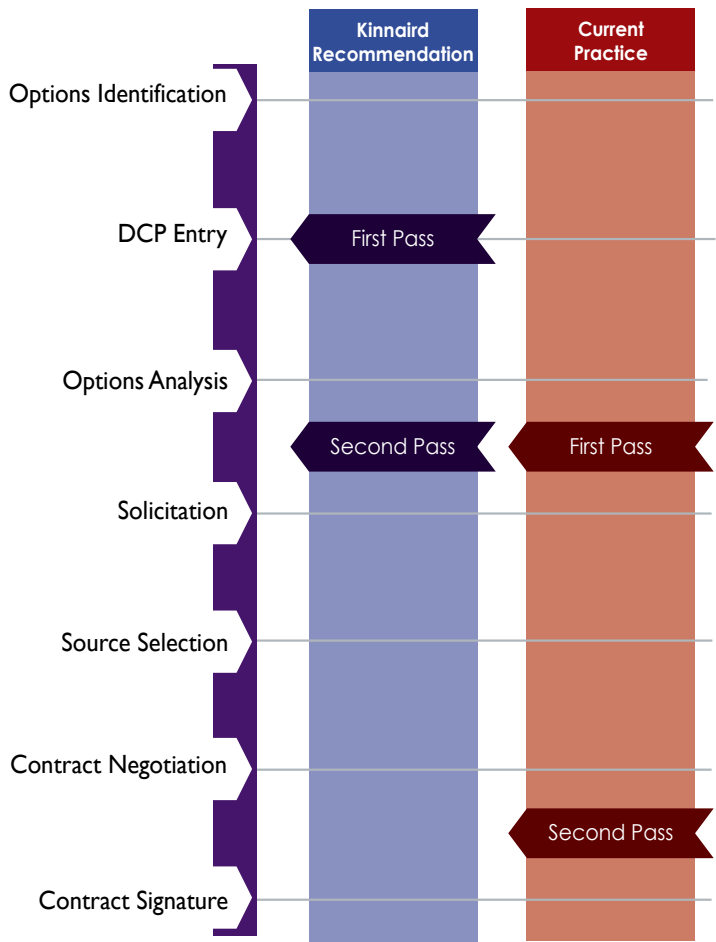 Kinnaird
Recommendation
Current
Practice
Options Identification
DCP Entry
First Pass
Options Analysis
Second Pass
First Pass
Solicitation
Source Selection
Contract Negotiation
Second Pass
Contract Signature